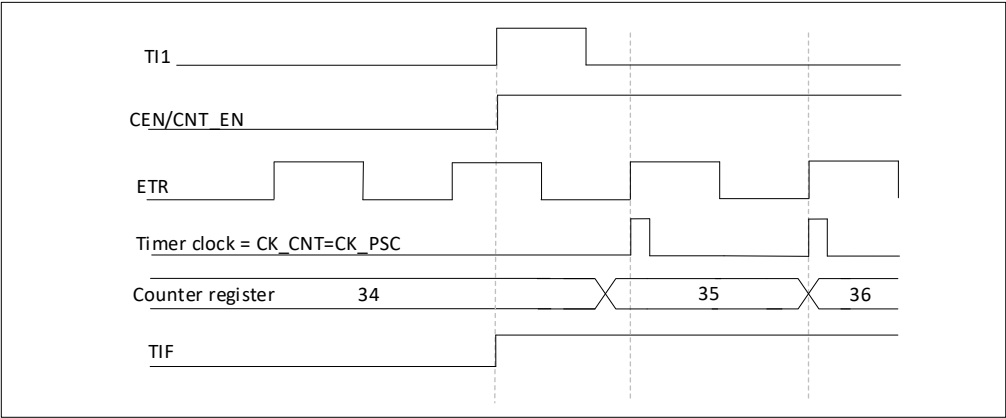 TI1
CEN/CNT_EN
ETR
Timer clock = CK_CNT=CK_PSC
Counter register 34 35 36
TIF